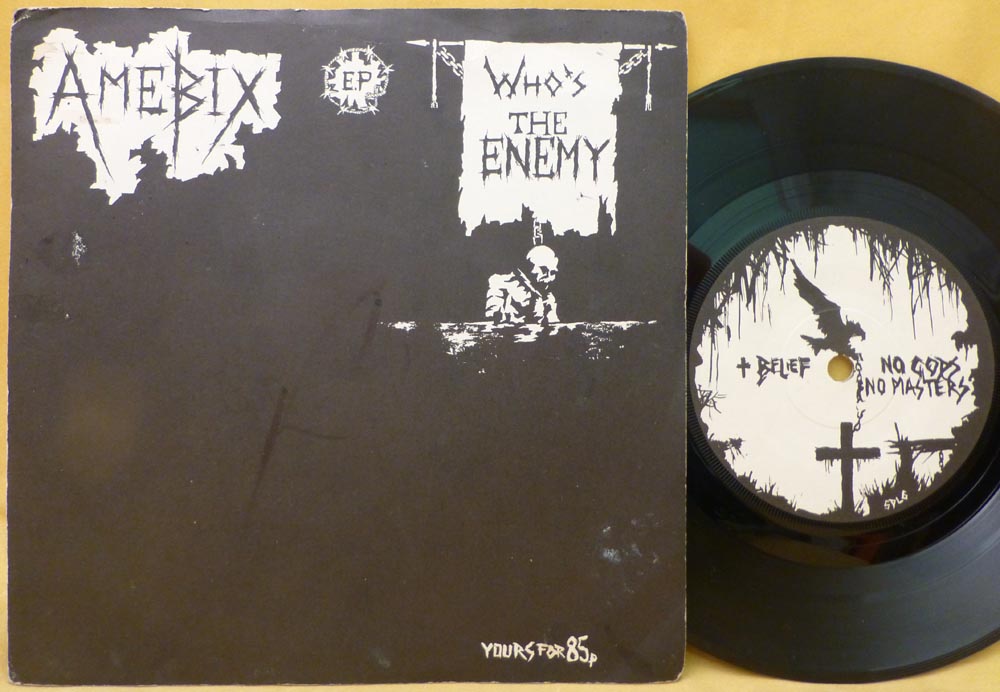 AMEBIX
EP
WHO'S
THE
ENEMY
YOURS FOR 85p
+ BELIEF
NO GODS
NO MASTERS